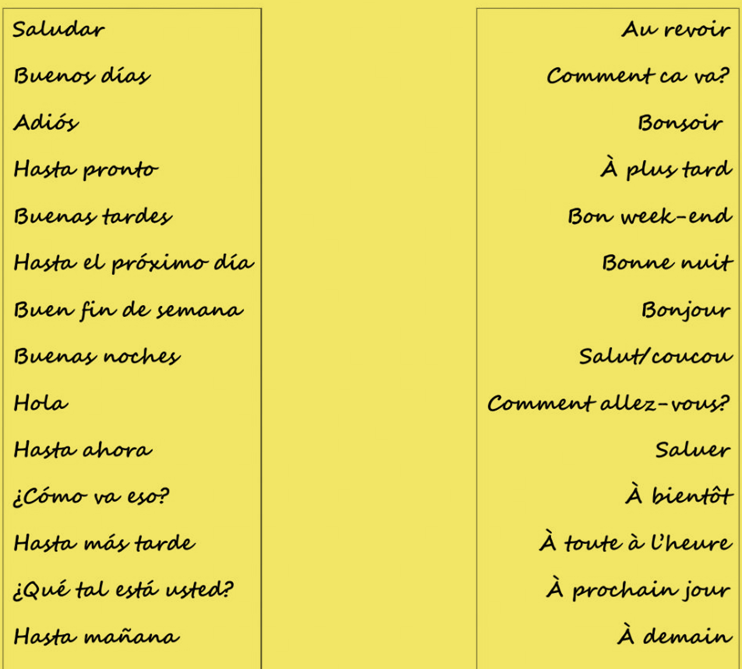 Saludar
Buenos días
Adiós
Hasta pronto
Buenas tardes
Hasta el próximo día
Buen fin de semana
Buenas noches
Hola
Hasta ahora
¿Cómo va eso?
Hasta más tarde
¿Qué tal está usted?
Hasta mañana
Au revoir
Comment ca va?
Bonsoir
À plus tard
Bon week-end
Bonne nuit
Bonjour
Salut/coucou
Comment allez-vous?
Saluer
À bientôt
À toute à l'heure
À prochain jour
À demain